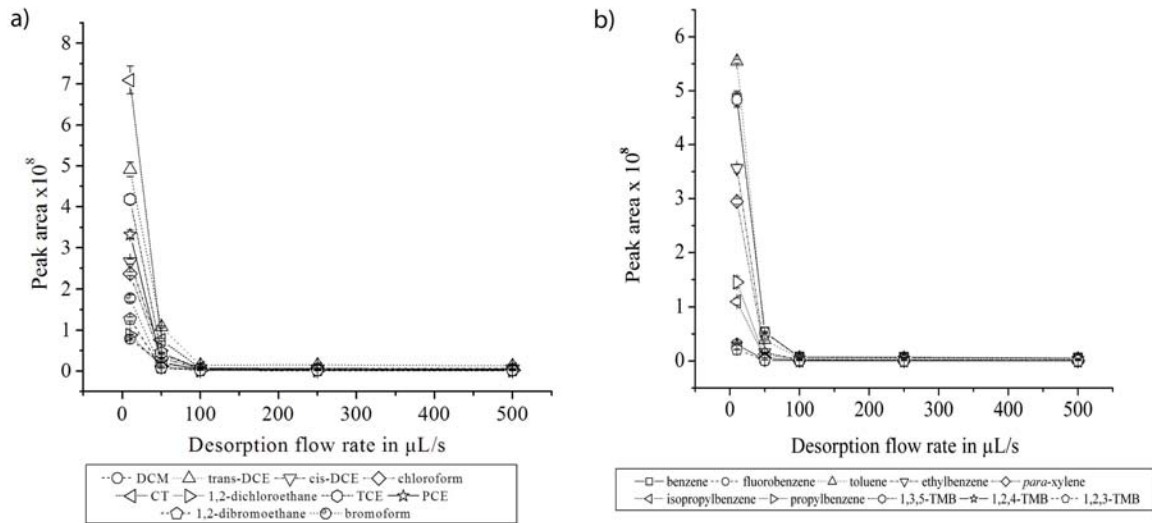 a)
8
7
6
5
4
3
2
1
0
Peak area x10⁸
0 100 200 300 400 500
Desorption flow rate in µL/s
DCM trans-DCE cis-DCE chloroform
CT 1,2-dichloroethane TCE PCE
1,2-dibromoethane bromoform
b)
6
5
4
3
2
1
0
Peak area x 10⁸
0 100 200 300 400 500
Desorption flow rate in µL/s
benzene fluorobenzene toluene ethylbenzene para-xylene
isopropylbenzene propylbenzene 1,3,5-TMB 1,2,4-TMB 1,2,3-TMB